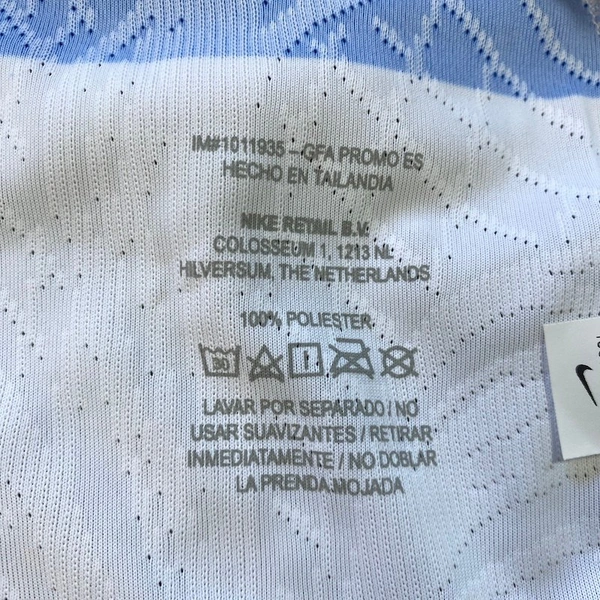 IM#1011935 – GFA PROMO ES
HECHO EN TAILANDIA
NIKE RETAIL B.V.
COLOSSEUM 1, 1213 NL
HILVERSUM, THE NETHERLANDS
100% POLIESTER
30
LAVAR POR SEPARADO / NO
USAR SUAVIZANTES / RETIRAR
INMEDIATAMENTE / NO DOBLAR
LA PRENDA MOJADA